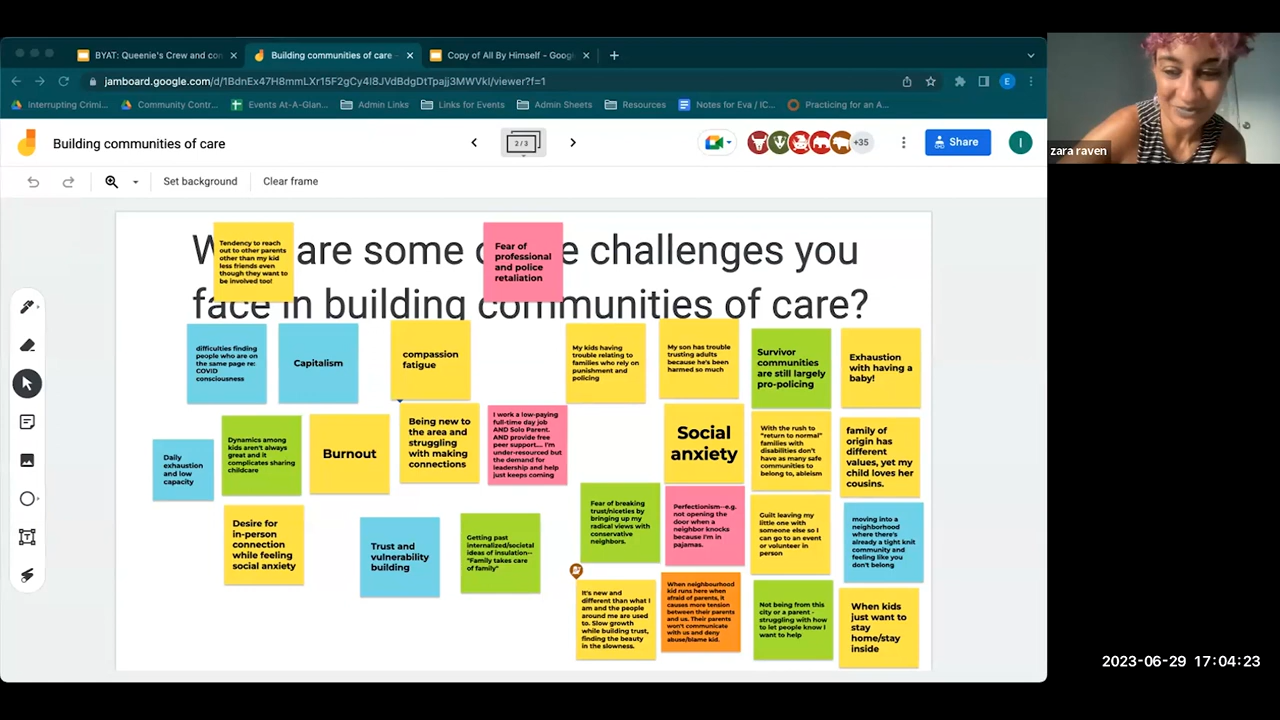 BYAT: Queenie's Crew and con
Building communities of care
Copy of All By Himself - Googl
jamboard.google.com/d/1BdnEx47H8mmLXr15F2gCy4I8JVdBdgDtTpajj3MWVkI/viewer?f=1
E
Interrupting Crimi...
Community Contr...
Events At-A-Glan...
Admin Links
Links for Events
Admin Sheets
Resources
Notes for Eva / IC...
Practicing for an A...
Building communities of care
2/3
+35
Share
I
Set background
Clear frame
zara raven
W are some o e challenges you
face in building communities of care?
Tendency to reach
out to other parents
other than my kid
less friends even
though they want to
be involved too!
Fear of
professional
and police
retaliation
difficulties finding
people who are on
the same page re:
COVID
consciousness
Capitalism
compassion
fatigue
My kids having
trouble relating to
families who rely on
punishment and
policing
My son has trouble
trusting adults
because he's been
harmed so much
Survivor
communities
are still largely
pro-policing
Exhaustion
with having a
baby!
Daily
exhaustion
and low
capacity
Dynamics among
kids aren't always
great and it
complicates sharing
childcare
Burnout
Being new to
the area and
struggling
with making
connections
I work a low-paying
full-time day job
AND Solo Parent.
AND provide free
peer support.... I'm
under-resourced but
the demand for
leadership and help
just keeps coming
Social
anxiety
With the rush to
"return to normal"
families with
disabilities don't
have as many safe
communities to
belong to, ableism
family of
origin has
different
values, yet my
child loves her
cousins.
Desire for
in-person
connection
while feeling
social anxiety
Trust and
vulnerability
building
Getting past
internalized/societal
ideas of insulation--
"Family takes care
of family"
Fear of breaking
trust/niceties by
bringing up my
radical views with
conservative
neighbors.
Perfectionism--e.g.
not opening the
door when a
neighbor knocks
because I'm in
pajamas.
Guilt leaving my
little one with
someone else so I
can go to an event
or volunteer in
person
moving into a
neighborhood
where there's
already a tight knit
community and
feeling like you
don't belong
It's new and
different than what I
am and the people
around me are used
to. Slow growth
while building trust,
finding the beauty
in the slowness.
When neighbourhood
kid runs here when
afraid of parents, it
causes more tension
between their parents
and us. Their parents
won't communicate
with us and deny
abuse/blame kid.
Not being from this
city or a parent -
struggling with how
to let people know I
want to help
When kids
just want to
stay
home/stay
inside
2023-06-29 17:04:23